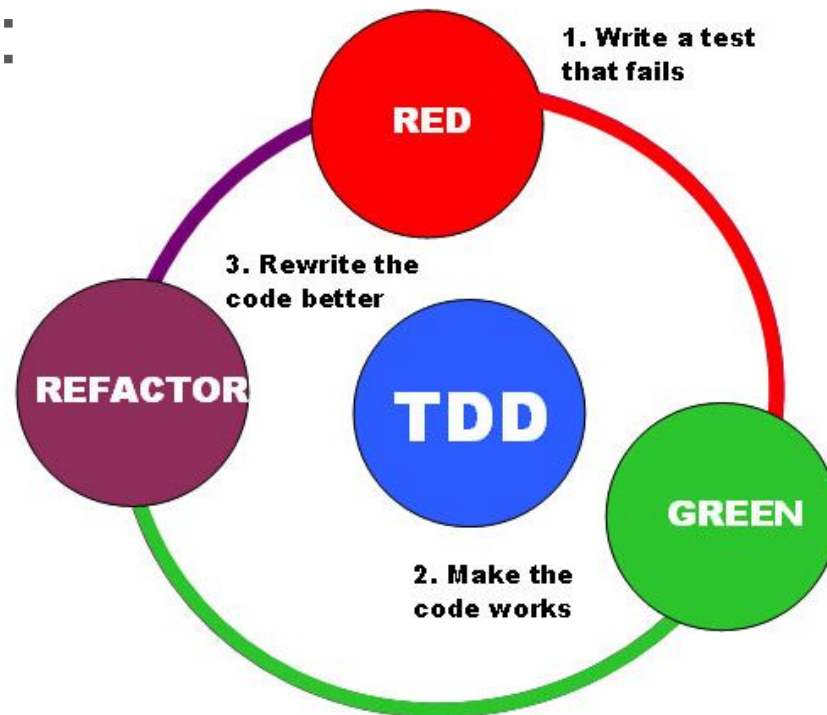 1. Write a test
that fails
RED
3. Rewrite the
code better
REFACTOR
TDD
GREEN
2. Make the
code works